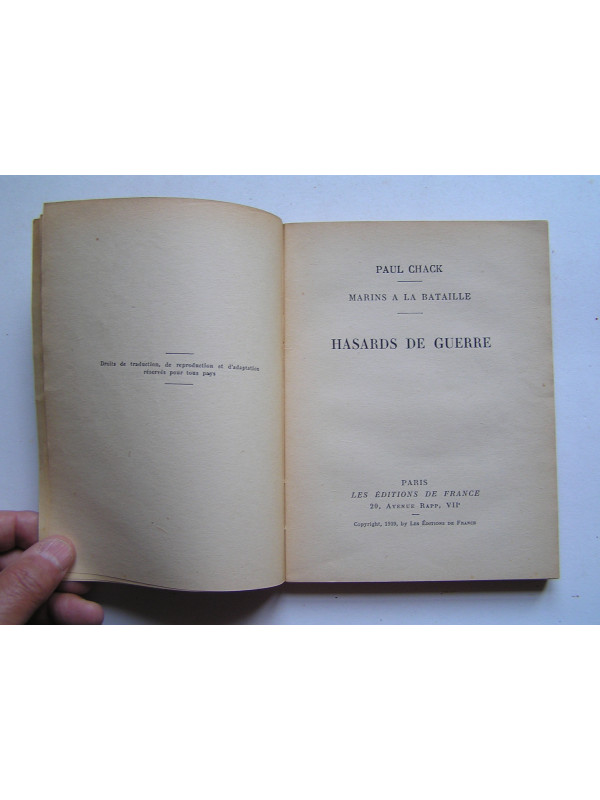 Droits de traduction, de reproduction et d'adaptation
réservés pour tous pays
PAUL CHACK
MARINS A LA BATAILLE
HASARDS DE GUERRE
PARIS
LES ÉDITIONS DE FRANCE
20, Avenue Rapp, VIIᵉ
Copyright, by Les Éditions de France